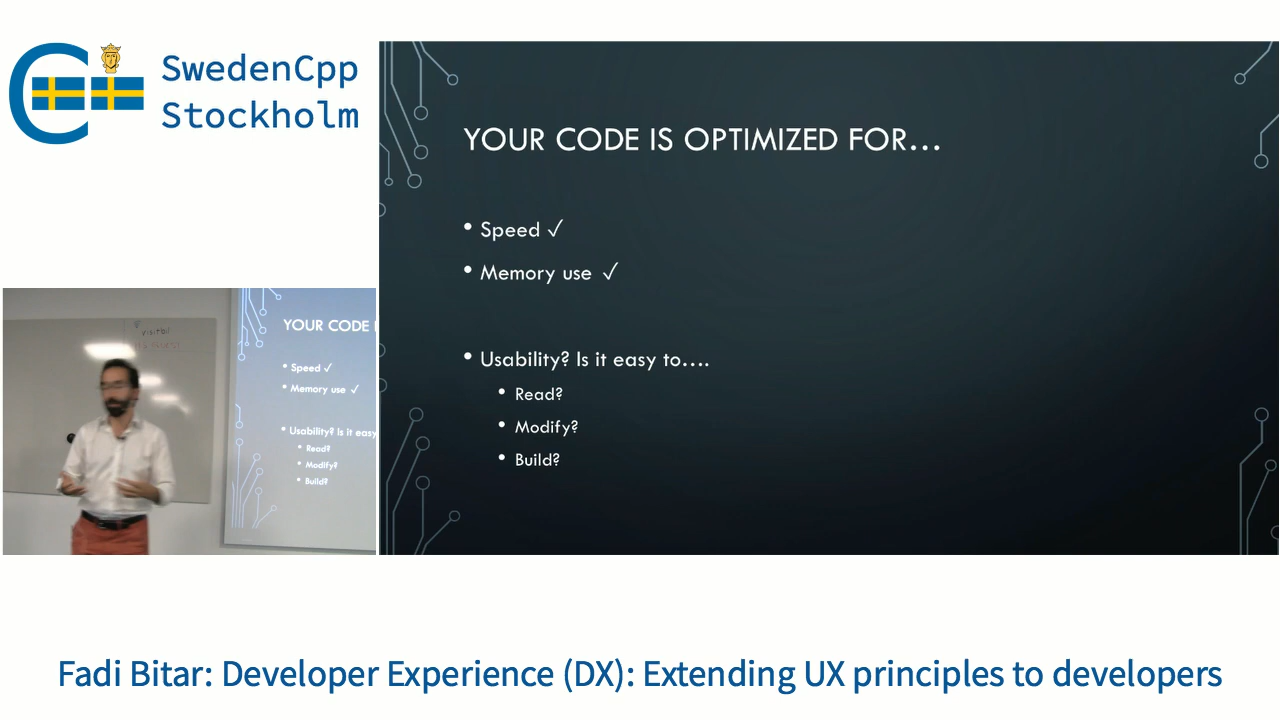 SwedenCpp
Stockholm
YOUR CODE IS OPTIMIZED FOR...
• Speed ✓
• Memory use ✓
• Usability? Is it easy to....
• Read?
• Modify?
• Build?
YOUR CODE
• Speed ✓
• Memory use ✓
• Usability? Is it easy
• Read?
• Modify?
• Build?
Fadi Bitar: Developer Experience (DX): Extending UX principles to developers